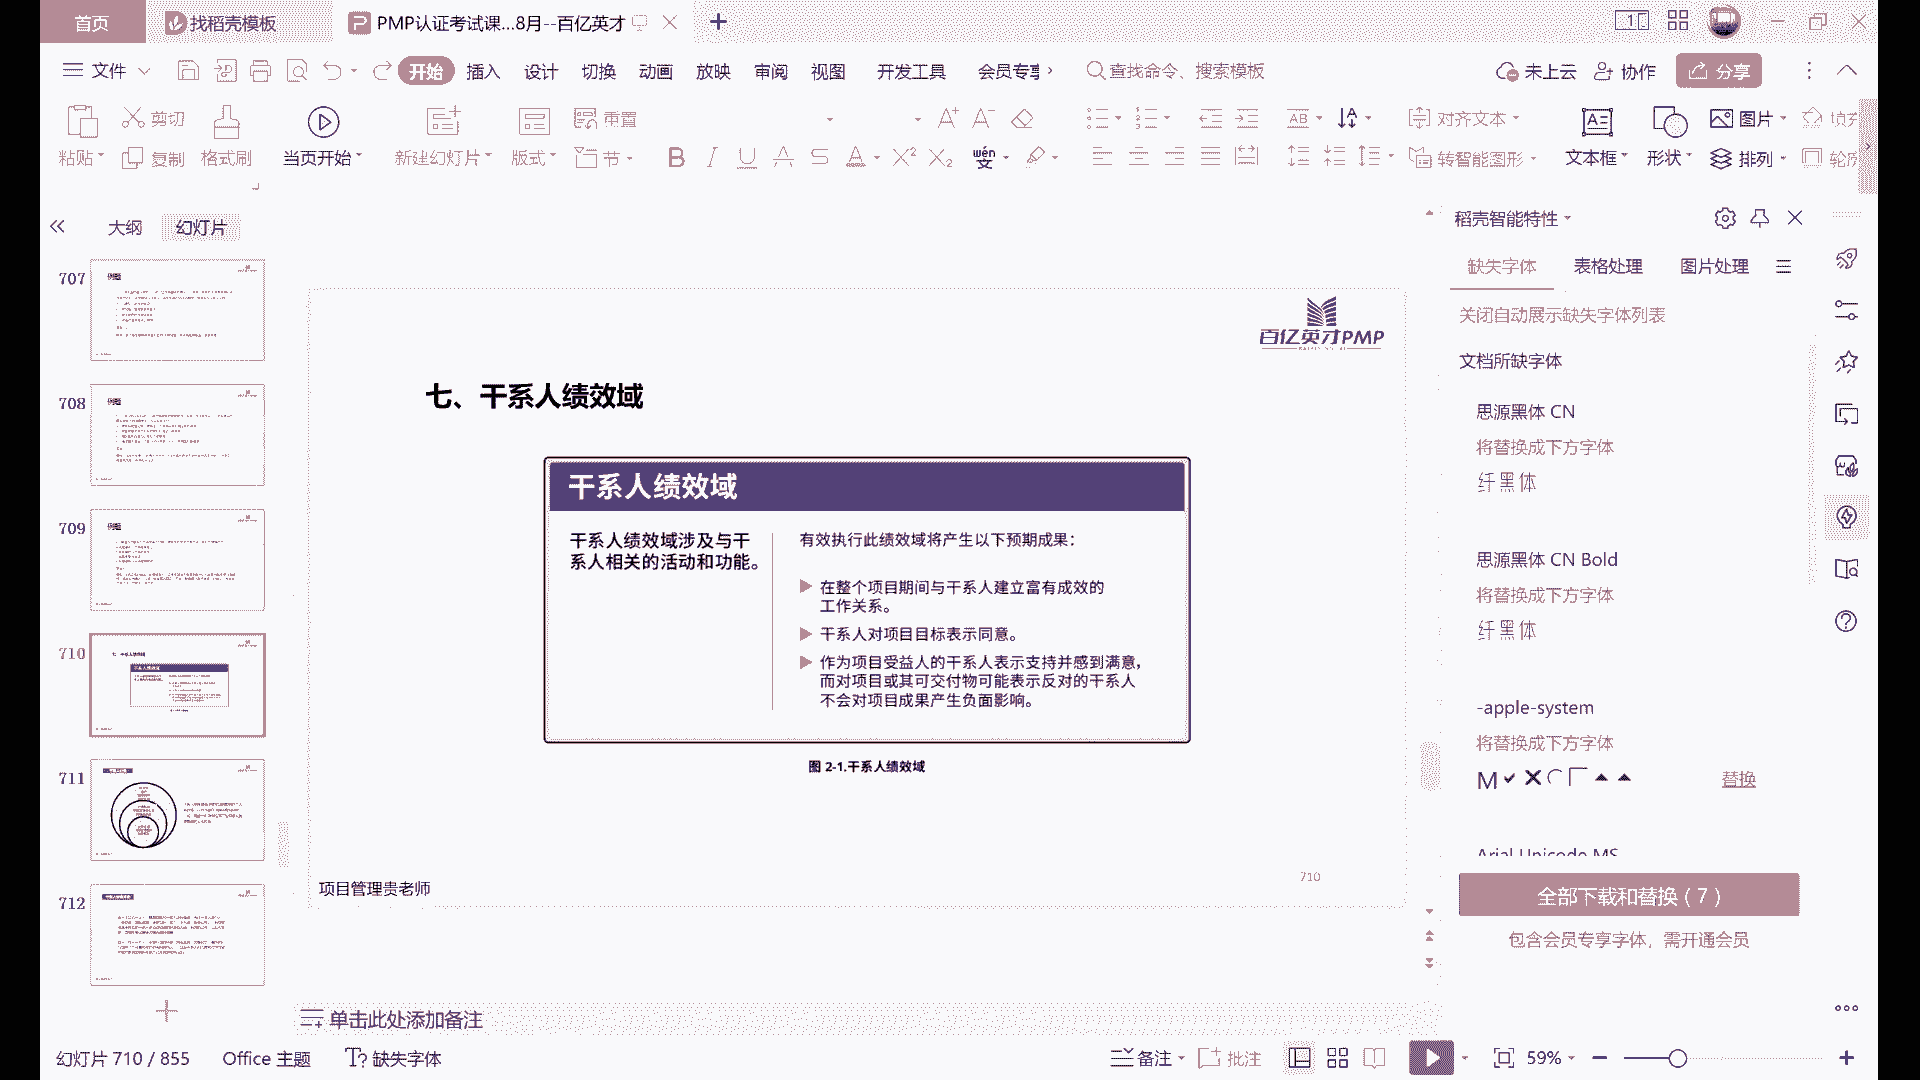 首页
找稻壳模板
PMP认证考试课...8月--百亿英才
文件
开始
插入
设计
切换
动画
放映
审阅
视图
开发工具
会员专享
查找命令、搜索模板
未上云
协作
分享
粘贴
剪切
复制
格式刷
当页开始
新建幻灯片
版式
重置
节
对齐文本
转智能图形
文本框
形状
图片
排列
填充
轮廓
大纲
幻灯片
707
例题
708
例题
709
例题
710
711
712
百亿英才PMP
七、干系人绩效域
干系人绩效域
干系人绩效域涉及与干
系人相关的活动和功能。
有效执行此绩效域将产生以下预期成果：
在整个项目期间与干系人建立富有成效的
工作关系。
干系人对项目目标表示同意。
作为项目受益人的干系人表示支持并感到满意，
而对项目或其可交付物可能表示反对的干系人
不会对项目成果产生负面影响。
图 2-1.干系人绩效域
项目管理贵老师
710
单击此处添加备注
稻壳智能特性
缺失字体
表格处理
图片处理
关闭自动展示缺失字体列表
文档所缺字体
思源黑体 CN
将替换成下方字体
纤黑体
思源黑体 CN Bold
将替换成下方字体
纤黑体
-apple-system
将替换成下方字体
替换
Arial Unicode MS
全部下载和替换（7）
包含会员专享字体，需开通会员
幻灯片 710 / 855
Office 主题
缺失字体
备注
批注
59%